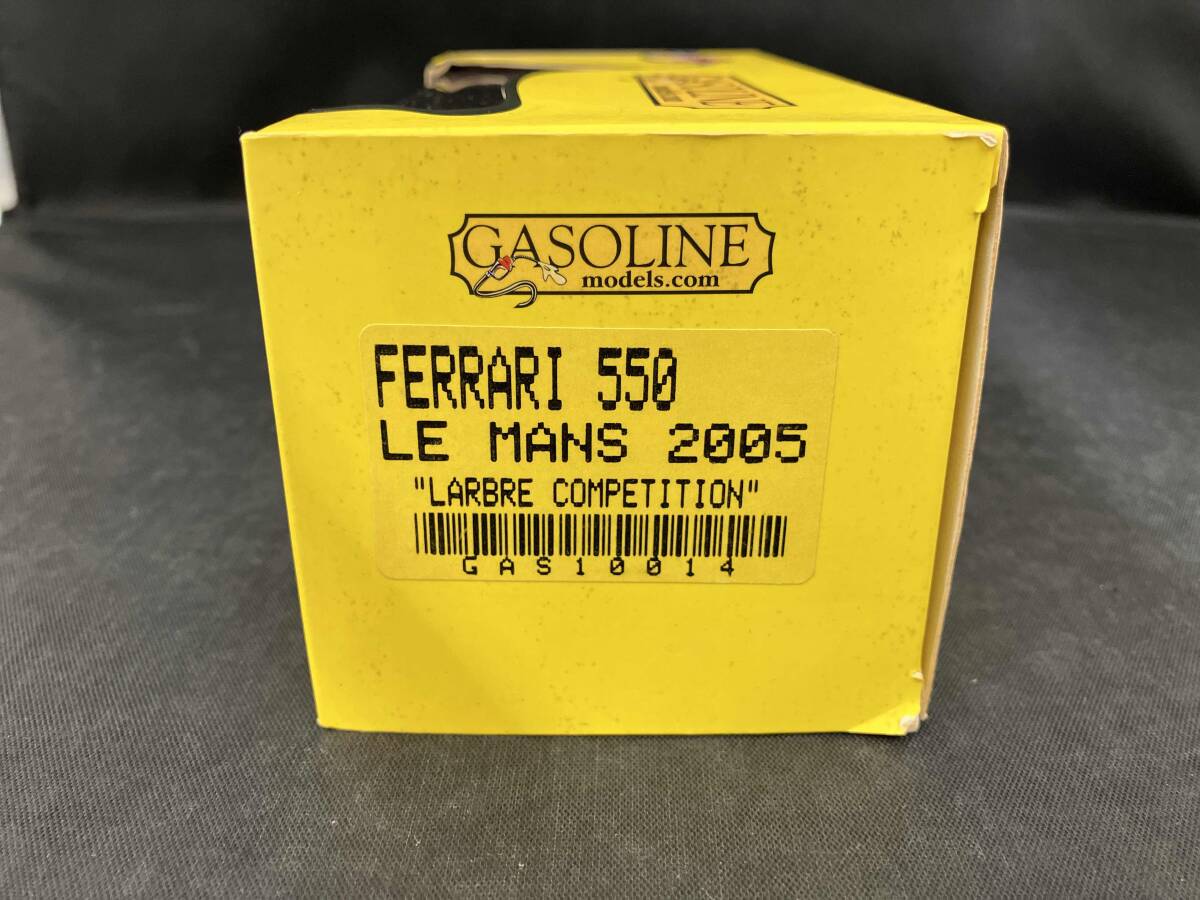 GASOLINE
models.com
FERRARI 550
LE MANS 2005
"LARBRE COMPETITION"
GAS10014